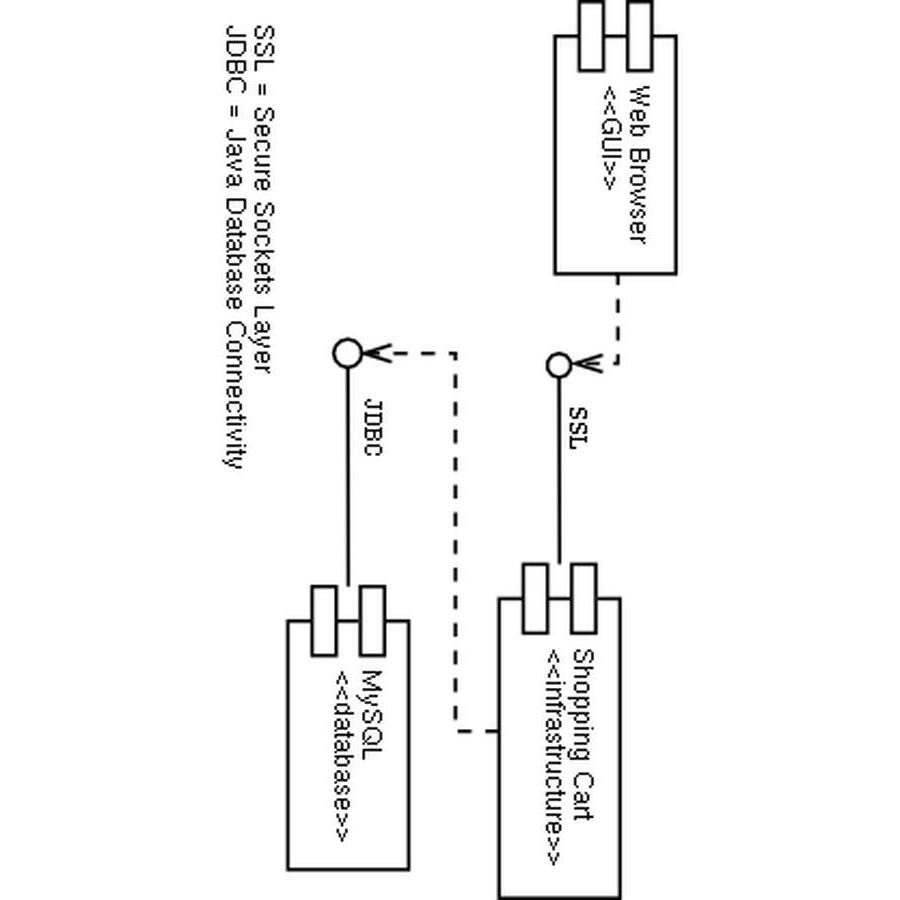 Web Browser
<<GUI>>
SSL
Shopping Cart
<<infrastructure>>
JDBC
MySQL
<<database>>
SSL = Secure Sockets Layer
JDBC = Java Database Connectivity